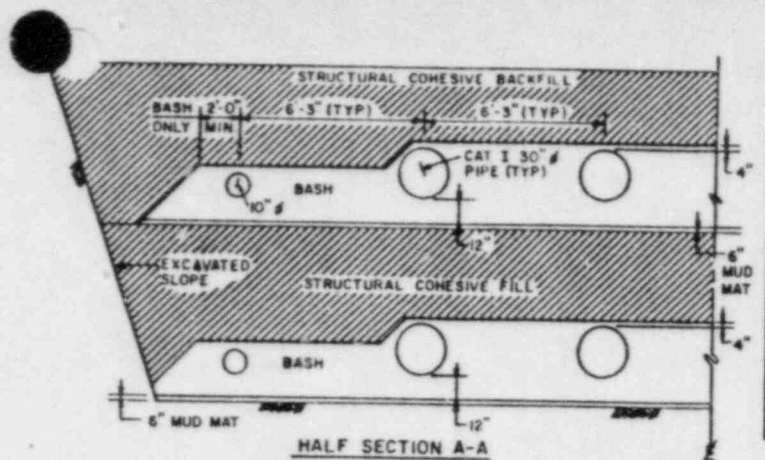 STRUCTURAL COHESIVE BACKFILL
BASH ONLY
2'-0" MIN.
6'-3" (TYP)
6'-3" (TYP)
CAT I 30" ø PIPE (TYP)
4"
BASH
10" ø
12"
6" MUD MAT
EXCAVATED SLOPE
STRUCTURAL COHESIVE FILL
4"
BASH
6" MUD MAT
12"
HALF SECTION A-A